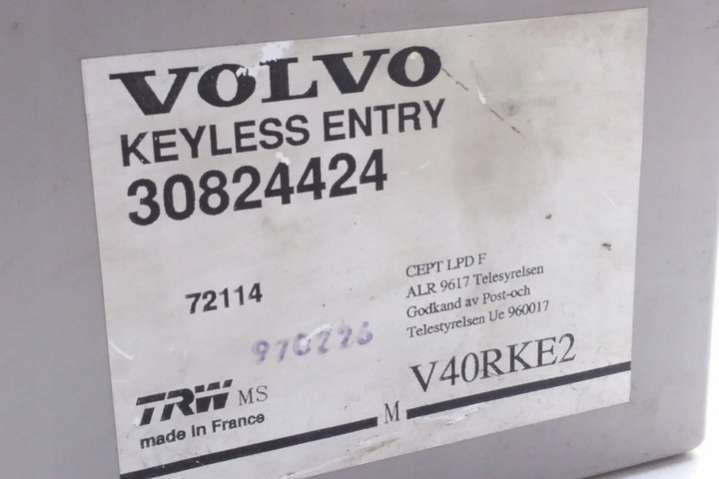 VOLVO
KEYLESS ENTRY
30824424
CEPT LPD F
ALR 9617 Telesyrelsen
Godkand av Post-och
Telestyrelsen Ue 960017
72114
970226
V40RKE2
TRW MS
made in France
M